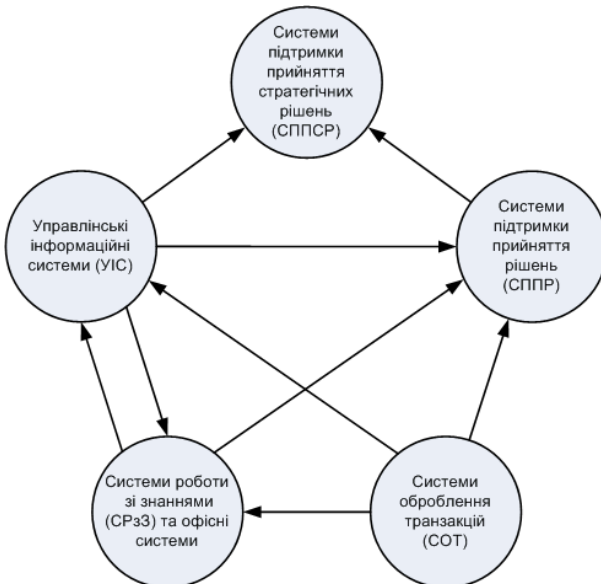 Системи
підтримки
прийняття
стратегічних
рішень
(СППСР)
Управлінські
інформаційні
системи (УІС)
Системи
підтримки
прийняття
рішень
(СППР)
Системи роботи
зі знаннями
(СРзЗ) та офісні
системи
Системи
оброблення
транзакцій
(СОТ)